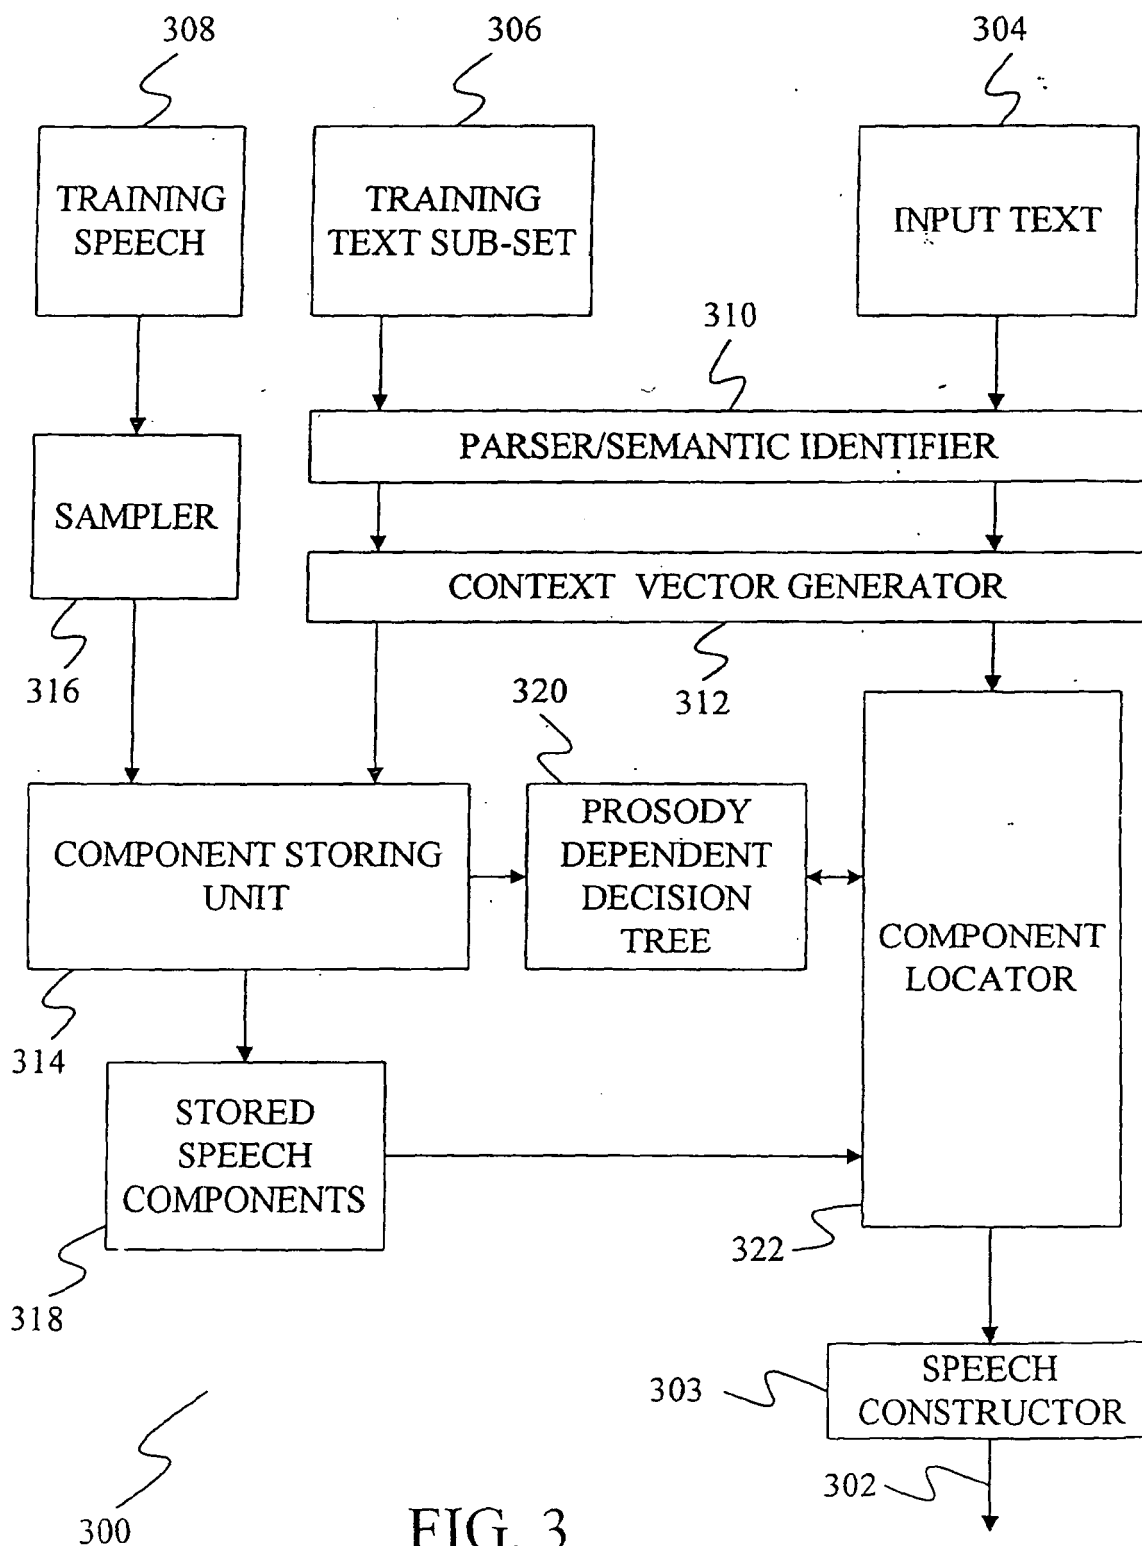 308
306
304
TRAINING
SPEECH
TRAINING
TEXT SUB-SET
INPUT TEXT
310
PARSER/SEMANTIC IDENTIFIER
SAMPLER
CONTEXT VECTOR GENERATOR
316
320
312
COMPONENT STORING
UNIT
PROSODY
DEPENDENT
DECISION
TREE
COMPONENT
LOCATOR
314
STORED
SPEECH
COMPONENTS
322
318
SPEECH
CONSTRUCTOR
303
302
300
FIG. 3